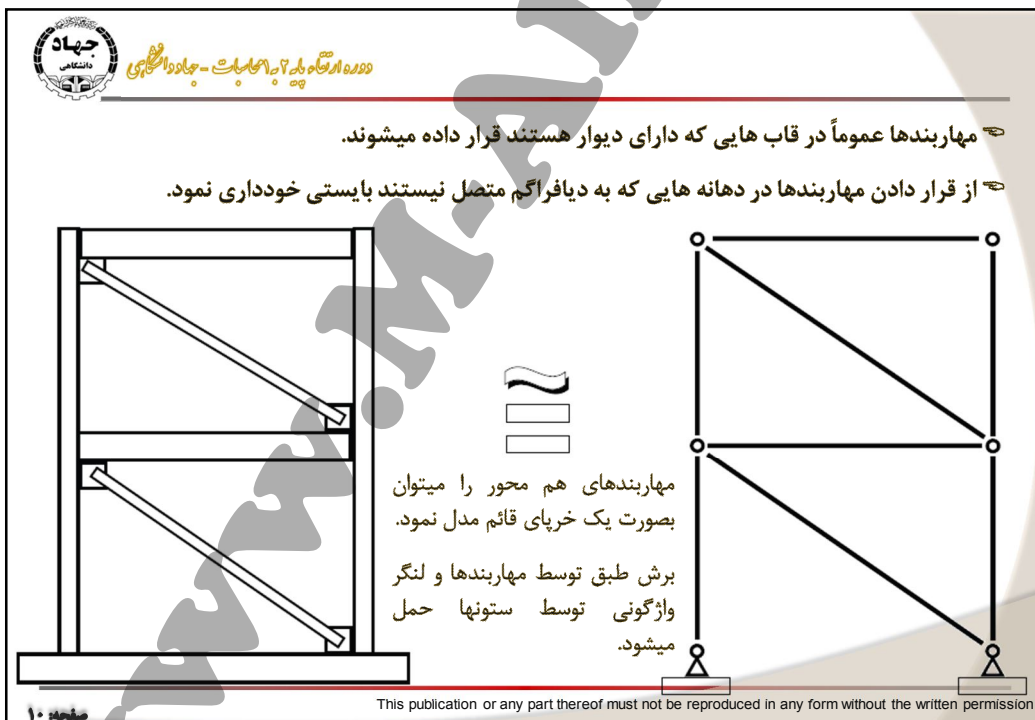 جهاد
دانشگاهی
دوره ارتقاء پایه ۲ به ۱ محاسبات - جهاد دانشگاهی
مهاربندها عموماً در قاب هایی که دارای دیوار هستند قرار داده میشوند.
از قرار دادن مهاربندها در دهانه هایی که به دیافراگم متصل نیستند بایستی خودداری نمود.
مهاربندهای هم محور را میتوان
بصورت یک خرپای قائم مدل نمود.
برش طبق توسط مهاربندها و لنگر
واژگونی توسط ستونها حمل
میشود.
This publication or any part thereof must not be reproduced in any form without the written permission
صفحه: ۱۰
www.M-A